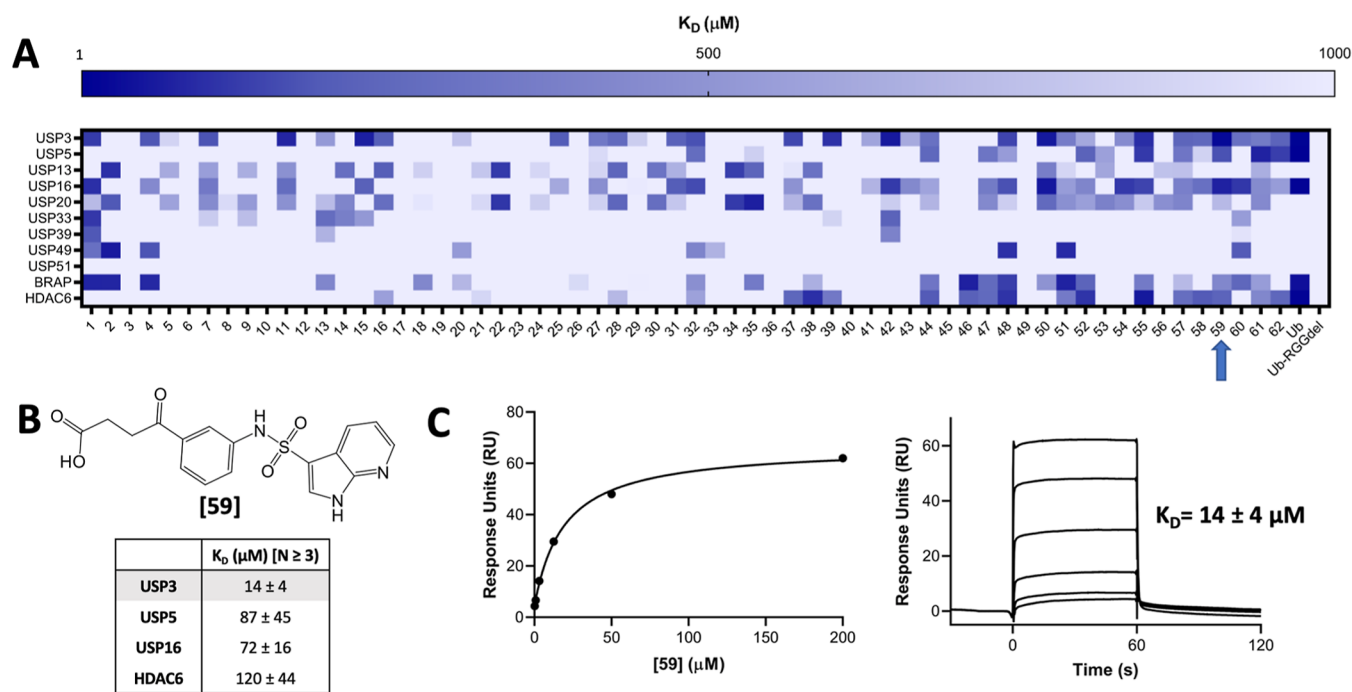 A
K_D (μM)
1 500 1000
USP3
USP5
USP13
USP16
USP20
USP33
USP39
USP49
USP51
BRAP
HDAC6
1 2 3 4 5 6 7 8 9 10 11 12 13 14 15 16 17 18 19 20 21 22 23 24 25 26 27 28 29 30 31 32 33 34 35 36 37 38 39 40 41 42 43 44 45 46 47 48 49 50 51 52 53 54 55 56 57 58 59 60 61 62 Ub Ub-RGGdel
B
O
O
HO
H
N
O
S
O
N
N
H
[59]
K_D (μM) [N ≥ 3]
USP3 14 ± 4
USP5 87 ± 45
USP16 72 ± 16
HDAC6 120 ± 44
C
Response Units (RU)
80
60
40
20
0
0 50 100 150 200
[59] (μM)
Response Units (RU)
60
40
20
0
0 60 120
Time (s)
K_D= 14 ± 4 μM